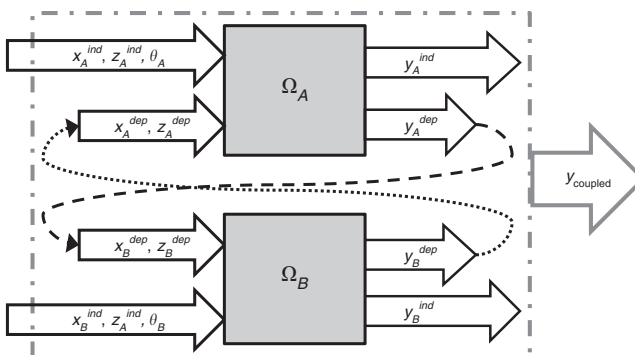 x_A^ind, z_A^ind, θ_A
y_A^ind
Ω_A
x_A^dep, z_A^dep
y_A^dep
y_coupled
x_B^dep, z_B^dep
y_B^dep
Ω_B
x_B^ind, z_A^ind, θ_B
y_B^ind